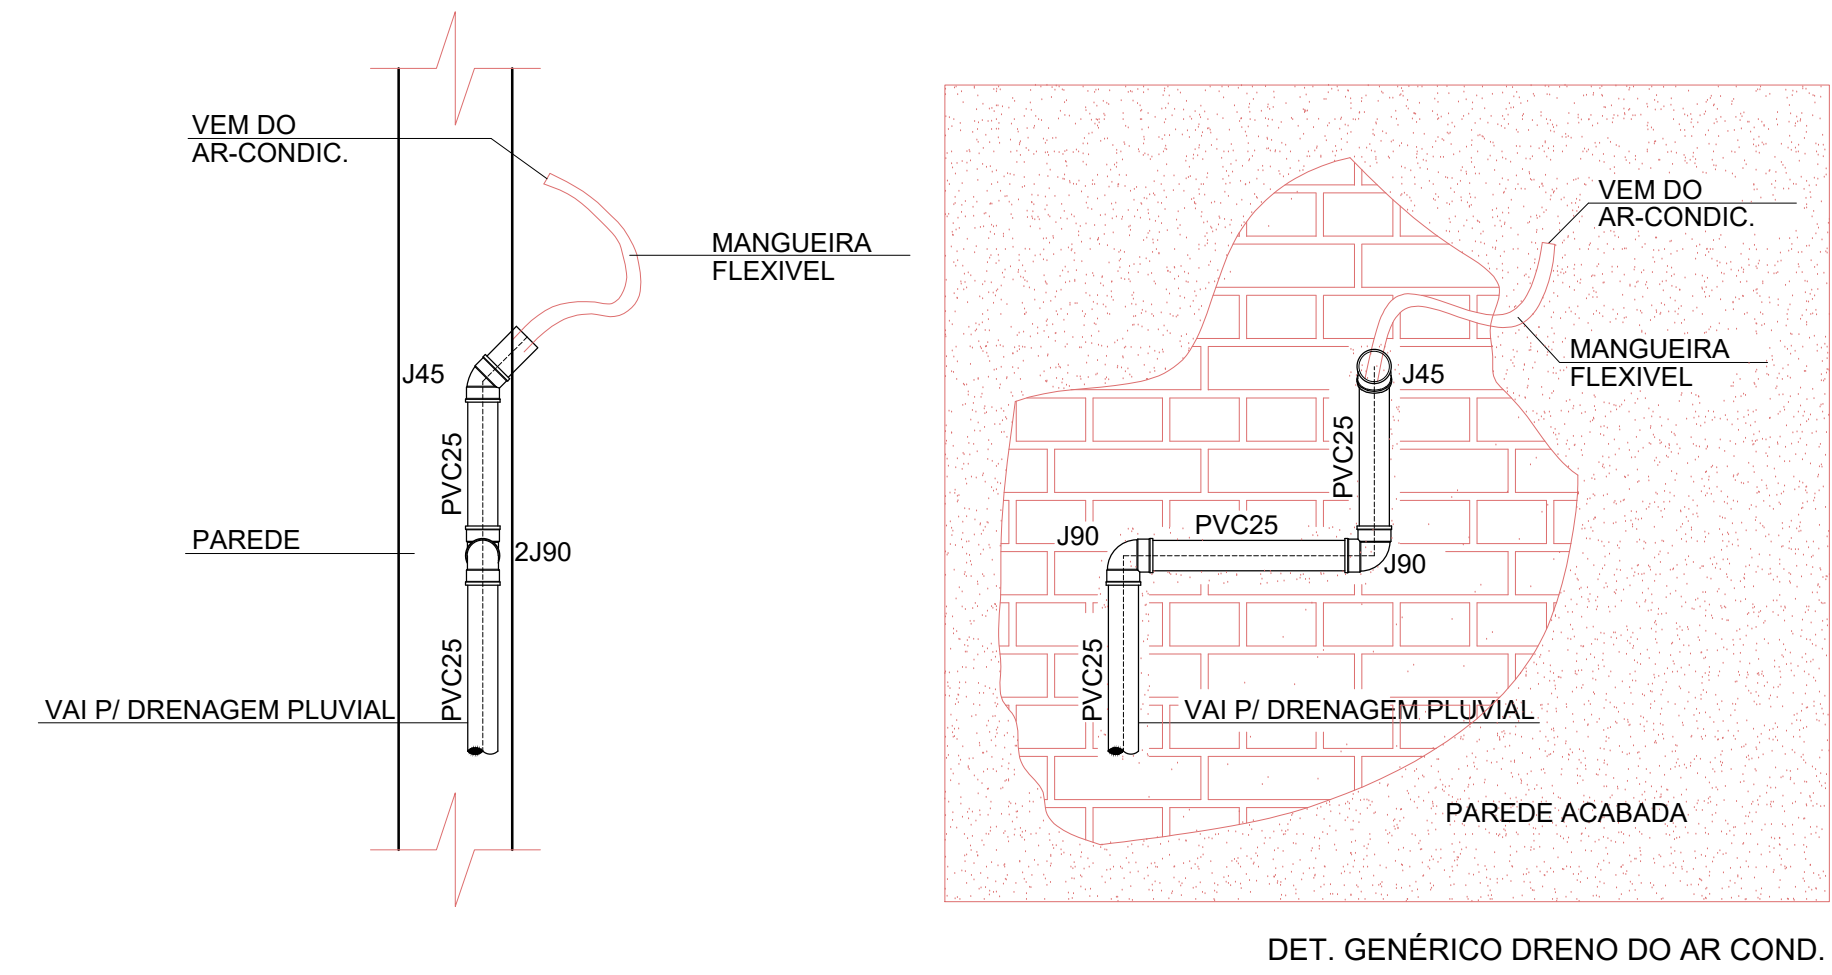 VEM DO
AR-CONDIC.
MANGUEIRA
FLEXIVEL
J45
PVC25
PAREDE
2J90
PVC25
VAI P/ DRENAGEM PLUVIAL
VEM DO
AR-CONDIC.
MANGUEIRA
FLEXIVEL
J45
PVC25
PVC25
J90
J90
PVC25
VAI P/ DRENAGEM PLUVIAL
PAREDE ACABADA
DET. GENÉRICO DRENO DO AR COND.